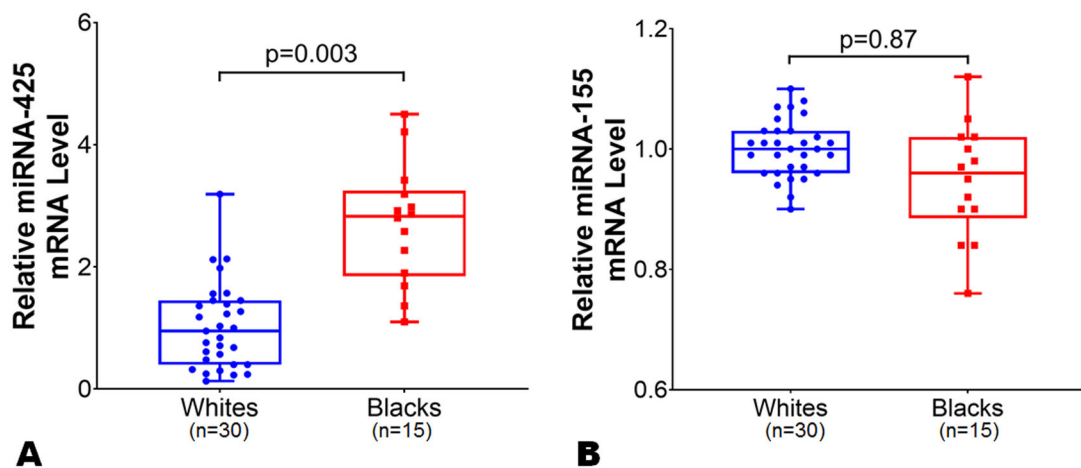 6
4
2
0
Relative miRNA-425
mRNA Level
p=0.003
Whites
(n=30)
Blacks
(n=15)
A
1.2
1.0
0.8
0.6
Relative miRNA-155
mRNA Level
p=0.87
Whites
(n=30)
Blacks
(n=15)
B